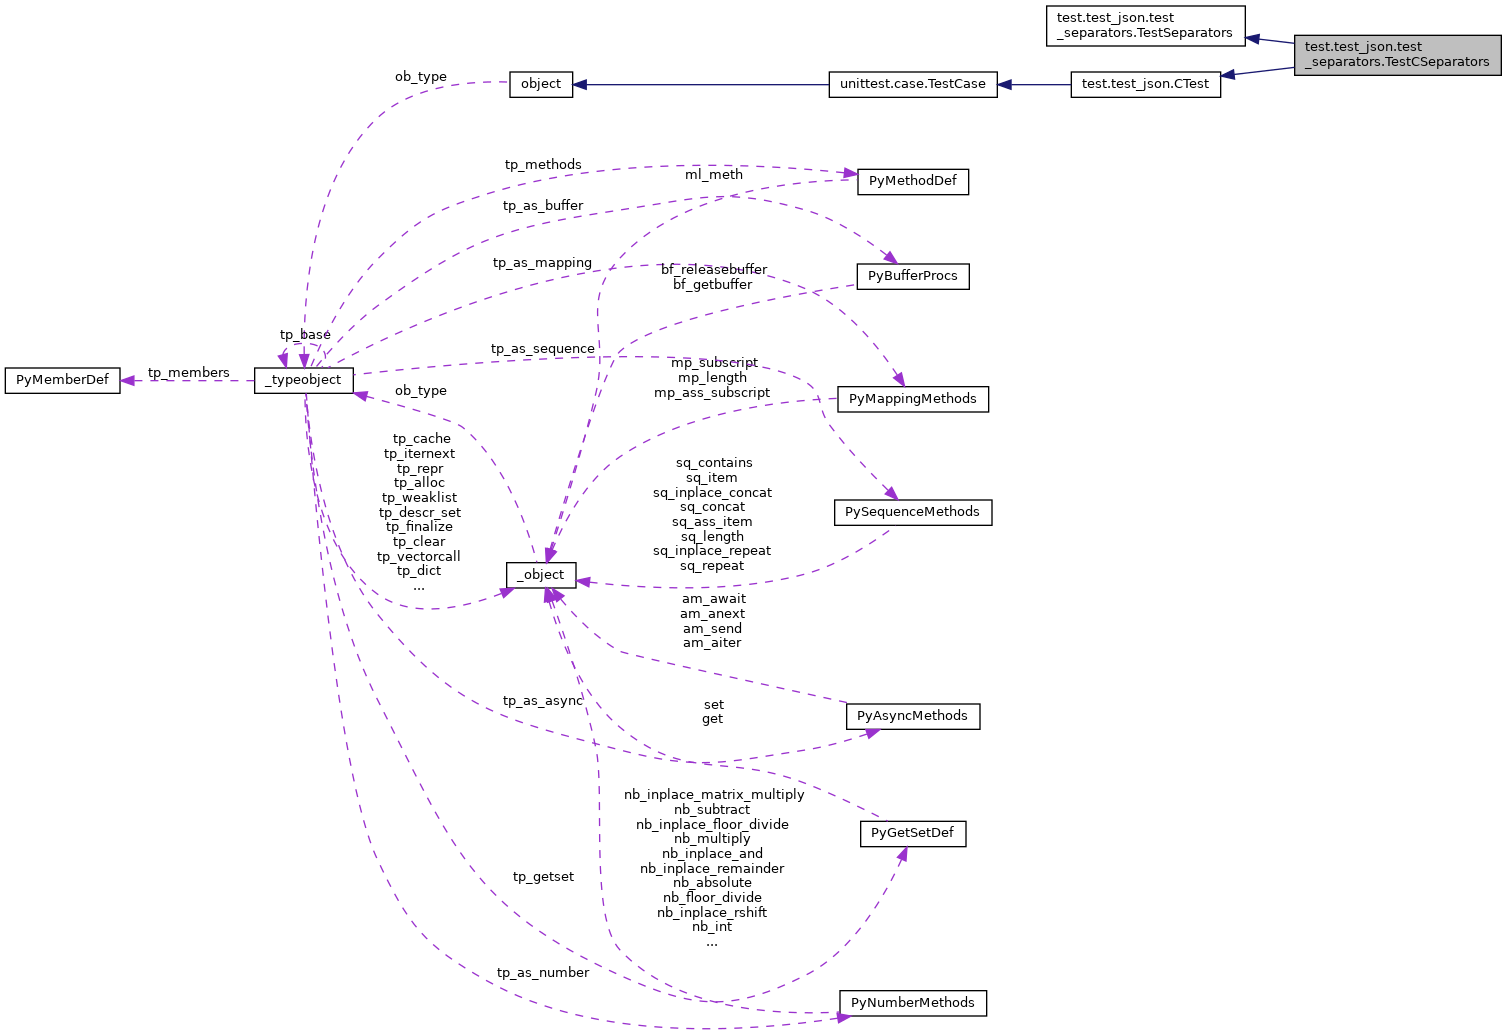 test.test_json.test
_separators.TestSeparators
test.test_json.test
_separators.TestCSeparators
ob_type
object
unittest.case.TestCase
test.test_json.CTest
tp_methods
ml_meth
PyMethodDef
tp_as_buffer
tp_as_mapping
bf_releasebuffer
bf_getbuffer
PyBufferProcs
tp_base
tp_as_sequence
mp_subscript
mp_length
mp_ass_subscript
PyMemberDef
tp_members
_typeobject
ob_type
PyMappingMethods
tp_cache
tp_iternext
tp_repr
tp_alloc
tp_weaklist
tp_descr_set
tp_finalize
tp_clear
tp_vectorcall
tp_dict
...
sq_contains
sq_item
sq_inplace_concat
sq_concat
sq_ass_item
sq_length
sq_inplace_repeat
sq_repeat
PySequenceMethods
_object
am_await
am_anext
am_send
am_aiter
tp_as_async
set
get
PyAsyncMethods
nb_inplace_matrix_multiply
nb_subtract
nb_inplace_floor_divide
nb_multiply
nb_inplace_and
nb_inplace_remainder
nb_absolute
nb_floor_divide
nb_inplace_rshift
nb_int
...
PyGetSetDef
tp_getset
tp_as_number
PyNumberMethods